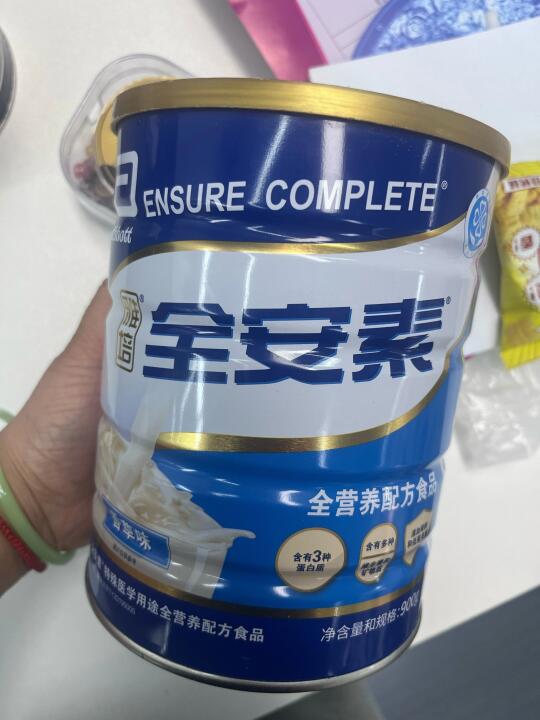 Abbott
ENSURE COMPLETE®
雅培®
全安素®
全营养配方食品
香草味
含有3种
蛋白质
含有多种
特殊医学用途全营养配方食品
净含量和规格:900g